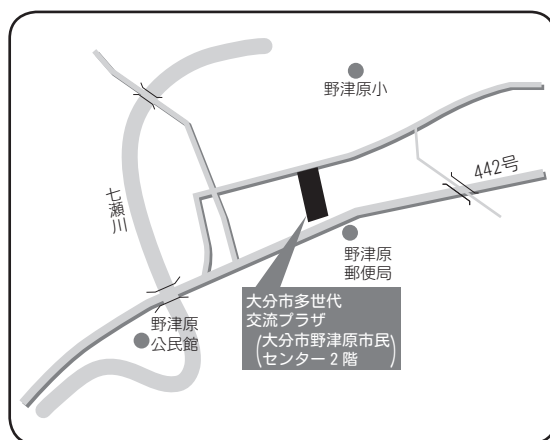 野津原小
442号
七瀬川
野津原
郵便局
大分市多世代
交流プラザ
(大分市野津原市民
センター2階)
野津原
公民館